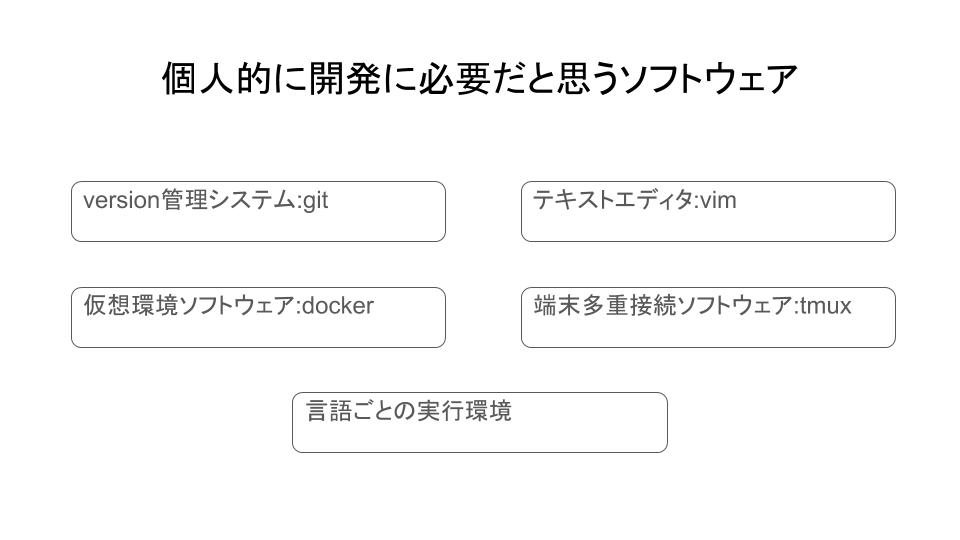 個人的に開発に必要だと思うソフトウェア
version管理システム:git
テキストエディタ:vim
仮想環境ソフトウェア:docker
端末多重接続ソフトウェア:tmux
言語ごとの実行環境